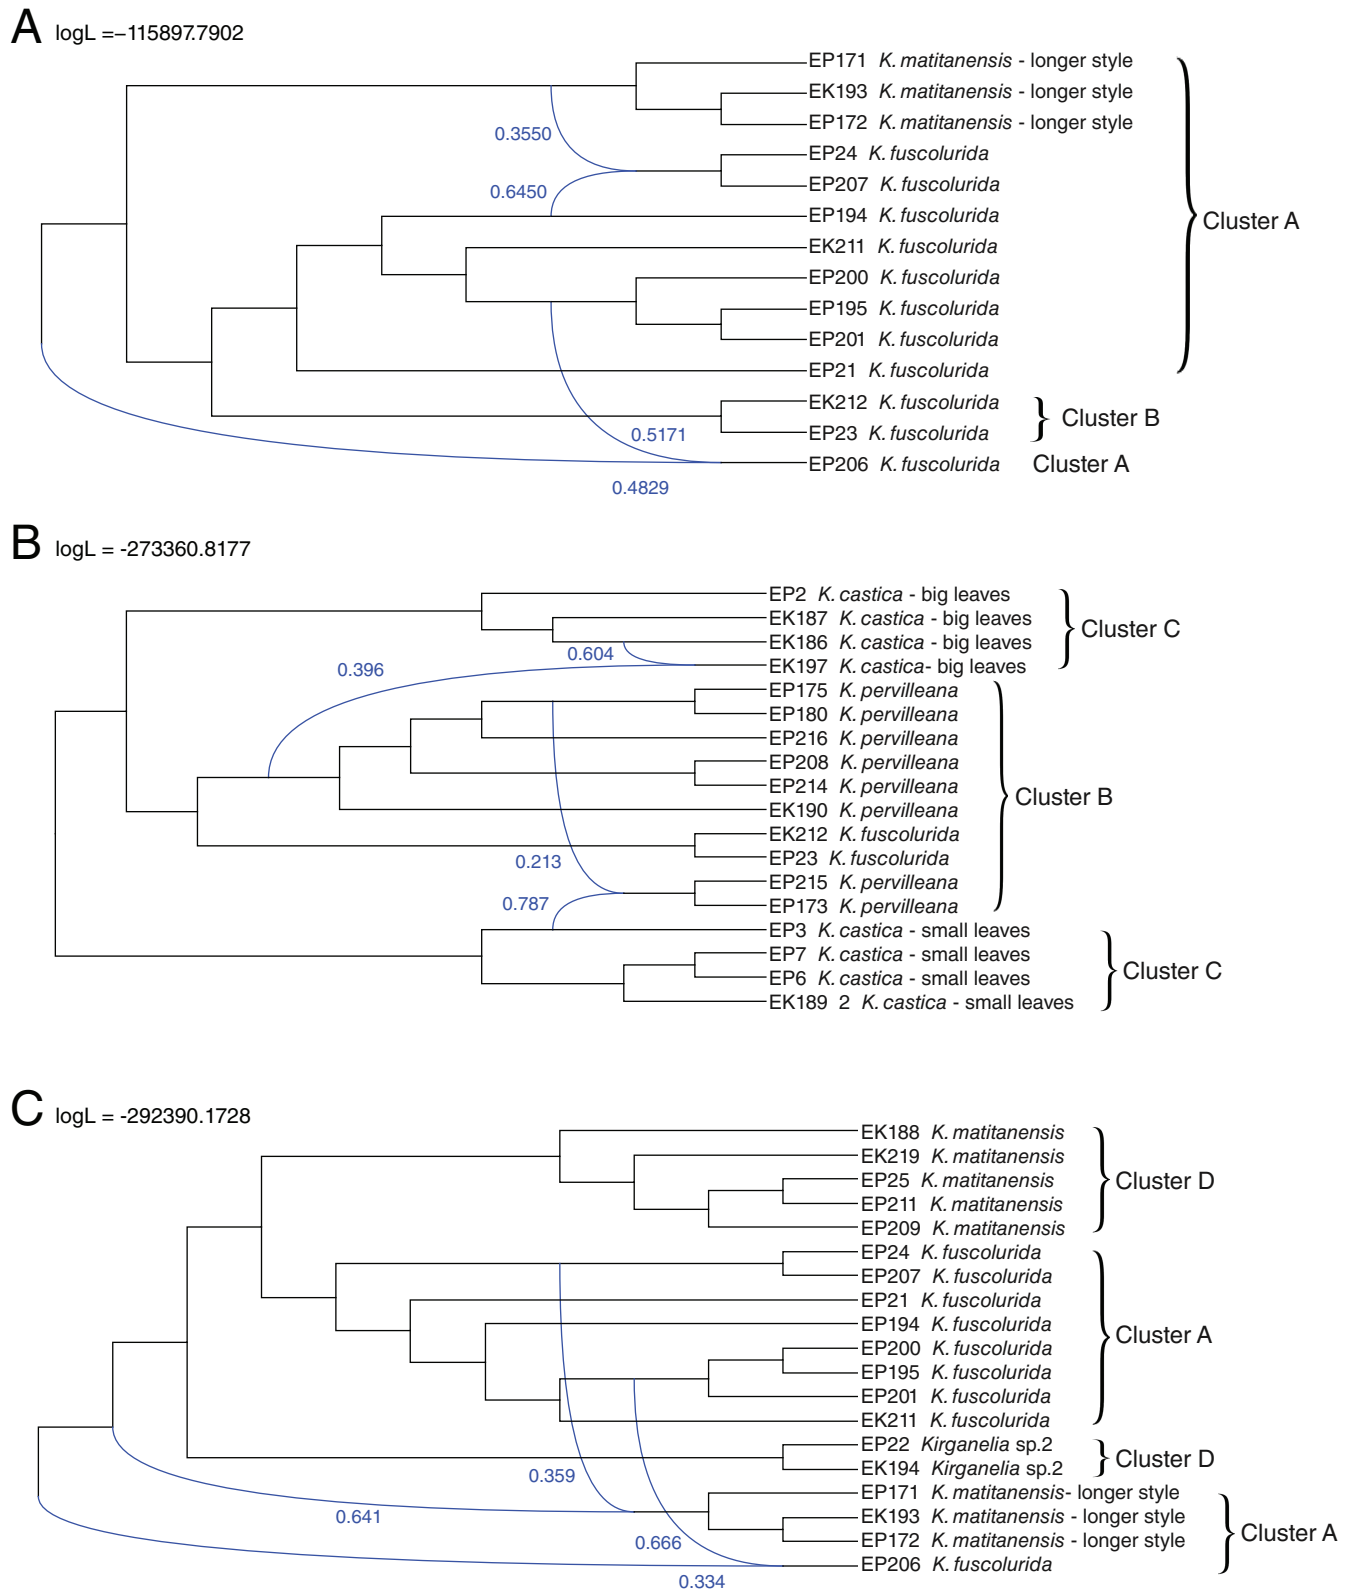 A logL =–115897.7902
EP171 K. matitanensis - longer style
EK193 K. matitanensis - longer style
EP172 K. matitanensis - longer style
0.3550
EP24 K. fuscolurida
EP207 K. fuscolurida
0.6450
EP194 K. fuscolurida
Cluster A
EK211 K. fuscolurida
EP200 K. fuscolurida
EP195 K. fuscolurida
EP201 K. fuscolurida
EP21 K. fuscolurida
EK212 K. fuscolurida
Cluster B
EP23 K. fuscolurida
0.5171
EP206 K. fuscolurida Cluster A
0.4829
B logL = -273360.8177
EP2 K. castica - big leaves
EK187 K. castica - big leaves
Cluster C
EK186 K. castica - big leaves
0.604
EK197 K. castica- big leaves
0.396
EP175 K. pervilleana
EP180 K. pervilleana
EP216 K. pervilleana
EP208 K. pervilleana
EP214 K. pervilleana
Cluster B
EK190 K. pervilleana
EK212 K. fuscolurida
EP23 K. fuscolurida
0.213
EP215 K. pervilleana
EP173 K. pervilleana
0.787
EP3 K. castica - small leaves
EP7 K. castica - small leaves
Cluster C
EP6 K. castica - small leaves
EK189 2 K. castica - small leaves
C logL = -292390.1728
EK188 K. matitanensis
EK219 K. matitanensis
EP25 K. matitanensis
Cluster D
EP211 K. matitanensis
EP209 K. matitanensis
EP24 K. fuscolurida
EP207 K. fuscolurida
EP21 K. fuscolurida
EP194 K. fuscolurida
Cluster A
EP200 K. fuscolurida
EP195 K. fuscolurida
EP201 K. fuscolurida
EK211 K. fuscolurida
EP22 Kirganelia sp.2
Cluster D
EK194 Kirganelia sp.2
0.359
EP171 K. matitanensis- longer style
0.641
EK193 K. matitanensis - longer style
Cluster A
EP172 K. matitanensis - longer style
0.666
EP206 K. fuscolurida
0.334